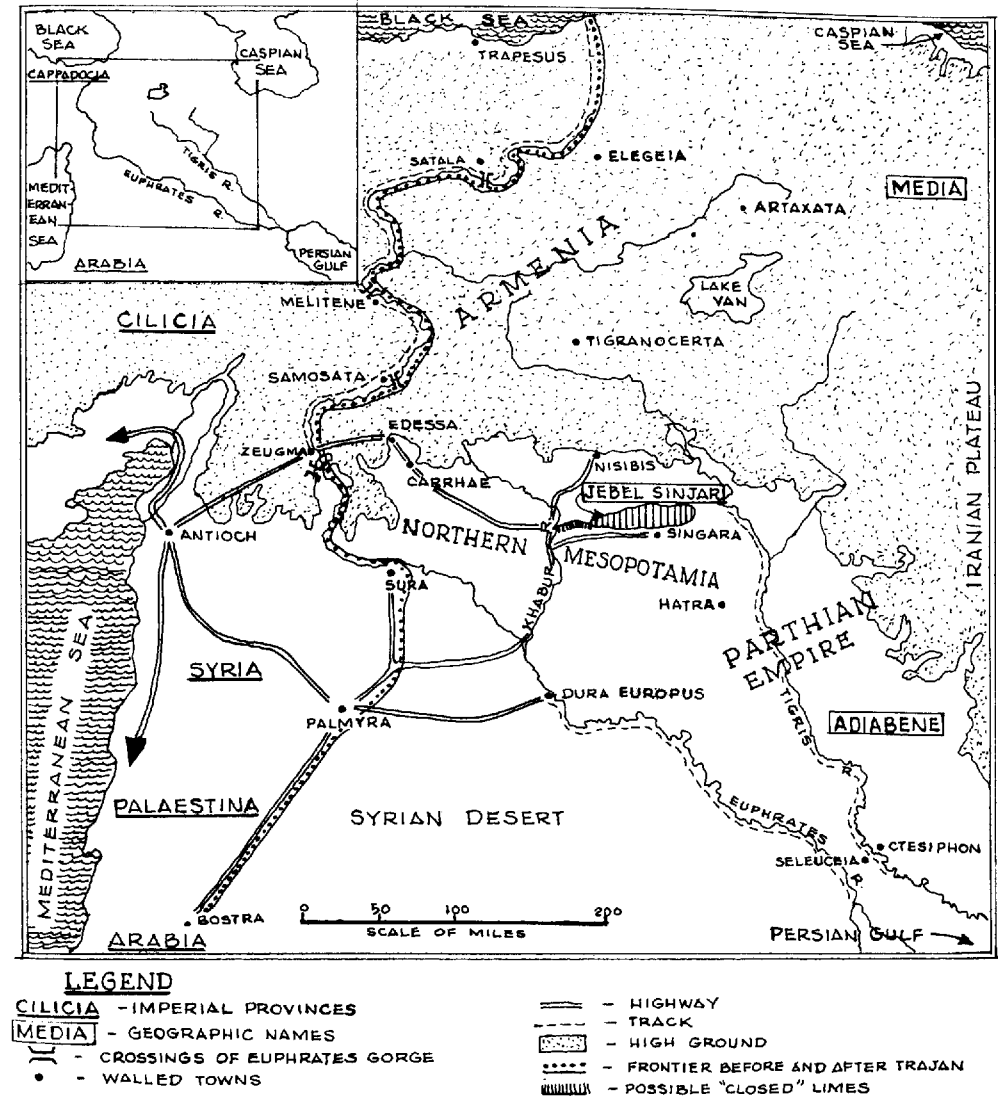 BLACK SEA
CASPIAN SEA
CAPPADOCIA
TIGRIS R.
EUPHRATES R.
MEDIT-
ERRAN-
EAN
SEA
PERSIAN
GULF
ARABIA
BLACK SEA
TRAPESUS
CASPIAN
SEA
SATALA
ELEGEIA
MEDIA
ARTAXATA
ARMENIA
LAKE
VAN
MELITENE
CILICIA
TIGRANOCERTA
SAMOSATA
IRANIAN PLATEAU
EDESSA
ZEUGMA
CARRHAE
NISIBIS
JEBEL SINJAR
ANTIOCH
NORTHERN
MESOPOTAMIA
SINGARA
SURA
KHABUR
HATRA
PARTHIAN
EMPIRE
SYRIA
MEDITERRANEAN SEA
DURA EUROPUS
PALMYRA
TIGRIS R.
ADIABENE
PALAESTINA
SYRIAN DESERT
EUPHRATES R
CTESIPHON
SELEUCEIA
BOSTRA
0 50 100 200
SCALE OF MILES
ARABIA
PERSIAN GULF
LEGEND
CILICIA - IMPERIAL PROVINCES
MEDIA - GEOGRAPHIC NAMES
- CROSSINGS OF EUPHRATES GORGE
- WALLED TOWNS
- HIGHWAY
- TRACK
- HIGH GROUND
- FRONTIER BEFORE AND AFTER TRAJAN
- POSSIBLE "CLOSED" LIMES